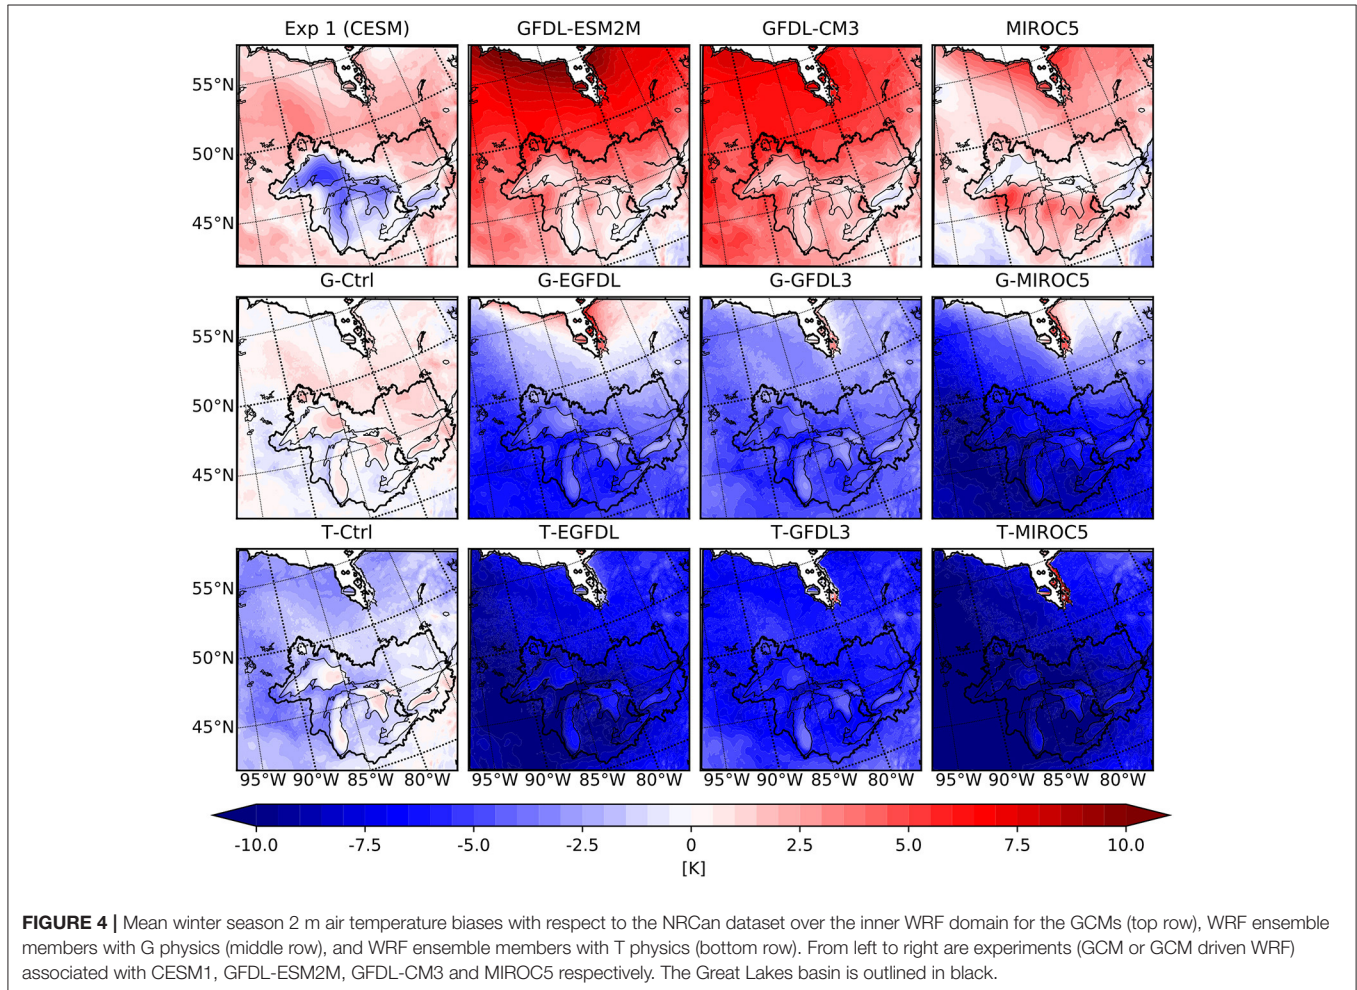 Exp 1 (CESM) GFDL-ESM2M GFDL-CM3 MIROC5
55°N
50°N
45°N
G-Ctrl G-EGFDL G-GFDL3 G-MIROC5
55°N
50°N
45°N
T-Ctrl T-EGFDL T-GFDL3 T-MIROC5
55°N
50°N
45°N
95°W 90°W 85°W 80°W 95°W 90°W 85°W 80°W 95°W 90°W 85°W 80°W 95°W 90°W 85°W 80°W
-10.0 -7.5 -5.0 -2.5 0 2.5 5.0 7.5 10.0
[K]
FIGURE 4 | Mean winter season 2 m air temperature biases with respect to the NRCan dataset over the inner WRF domain for the GCMs (top row), WRF ensemble
members with G physics (middle row), and WRF ensemble members with T physics (bottom row). From left to right are experiments (GCM or GCM driven WRF)
associated with CESM1, GFDL-ESM2M, GFDL-CM3 and MIROC5 respectively. The Great Lakes basin is outlined in black.